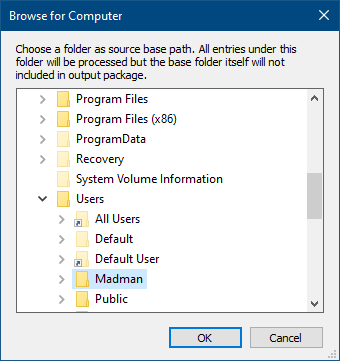 Browse for Computer
Choose a folder as source base path. All entries under this
folder will be processed but the base folder itself will not
included in output package.
Program Files
Program Files (x86)
ProgramData
Recovery
System Volume Information
Users
All Users
Default
Default User
Madman
Public
OK
Cancel